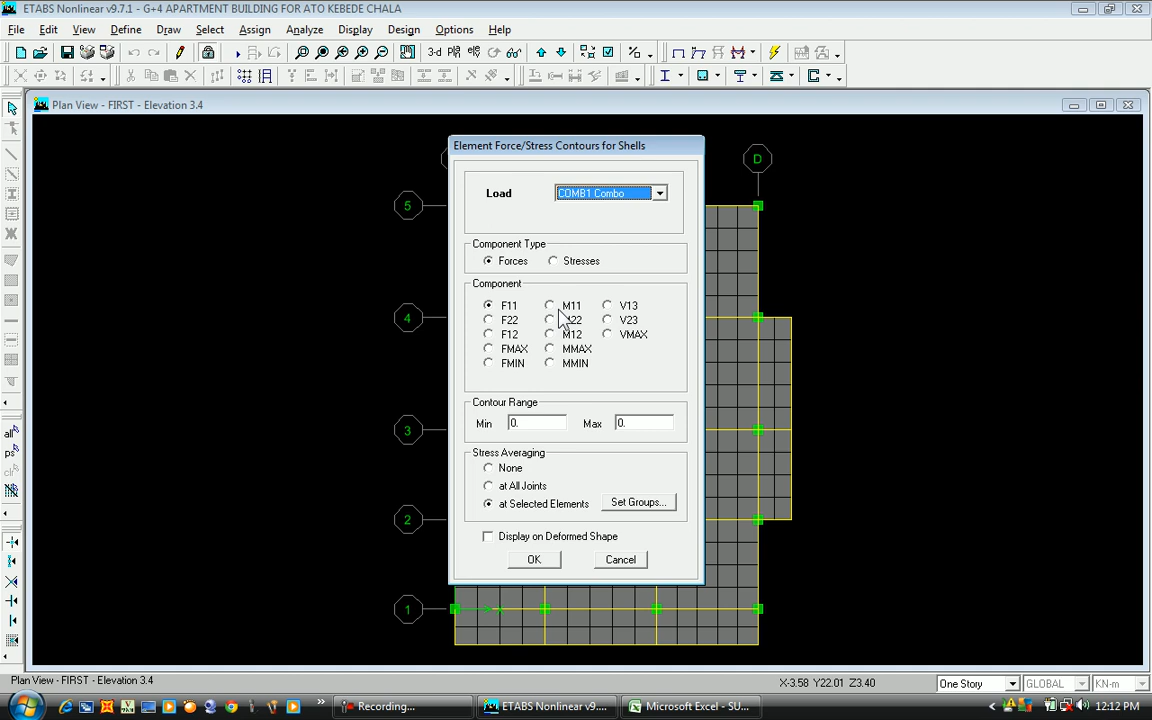 ETABS Nonlinear v9.7.1 - G+4 APARTMENT BUILDING FOR ATO KEBEDE CHALA
File Edit View Define Draw Select Assign Analyze Display Design Options Help
3-d
Plan View - FIRST - Elevation 3.4
Element Force/Stress Contours for Shells
D
Load COMB1 Combo
5
Component Type
Forces Stresses
Component
F11 M11 V13
4
F22 V23
F12 M12 VMAX
FMAX MMAX
FMIN MMIN
Contour Range
Min 0. Max 0.
3
all
Stress Averaging
ps
None
clr
at All Joints
at Selected Elements Set Groups...
2
Display on Deformed Shape
OK Cancel
1
Plan View - FIRST - Elevation 3.4 X-3.58 Y22.01 Z3.40 One Story GLOBAL KN-m
Recording... ETABS Nonlinear v9.... Microsoft Excel - SU... 12:12 PM